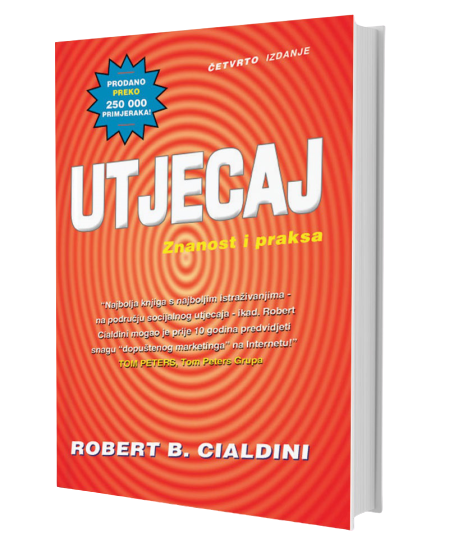 ČETVRTO IZDANJE
PRODANO
PREKO
250 000
PRIMJERAKA!
UTJECAJ
Znanost i praksa
“Najbolja knjiga s najboljim istraživanjima -
na području socijalnog utjecaja - ikad. Robert
Cialdini mogao je prije 10 godina predvidjeti
snagu “dopuštenog marketinga” na Internetu!”
TOM PETERS, Tom Peters Grupa
ROBERT B. CIALDINI